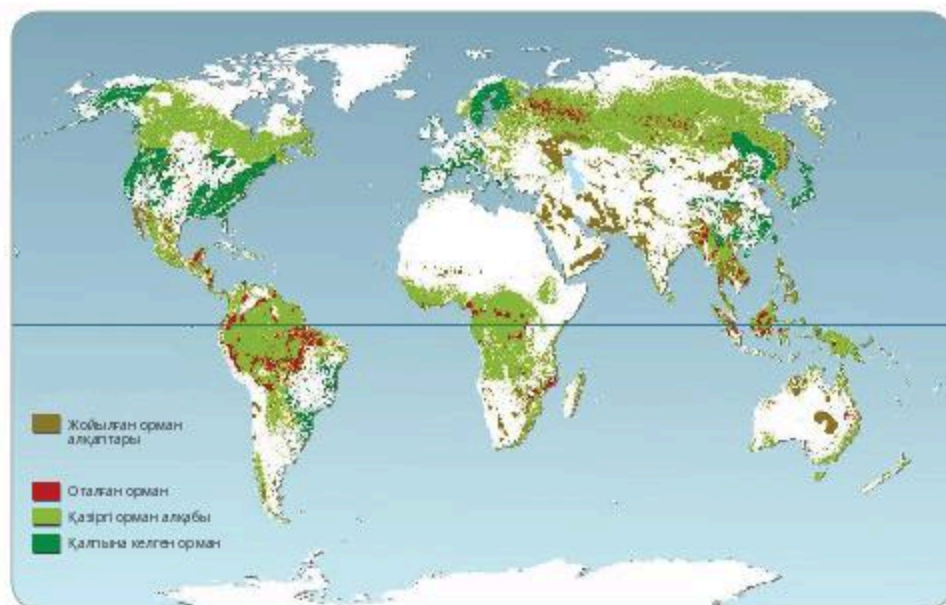 Жойылған орман
алқаптары
Оталған орман
Қазіргі орман алқабы
Қалпына келген орман